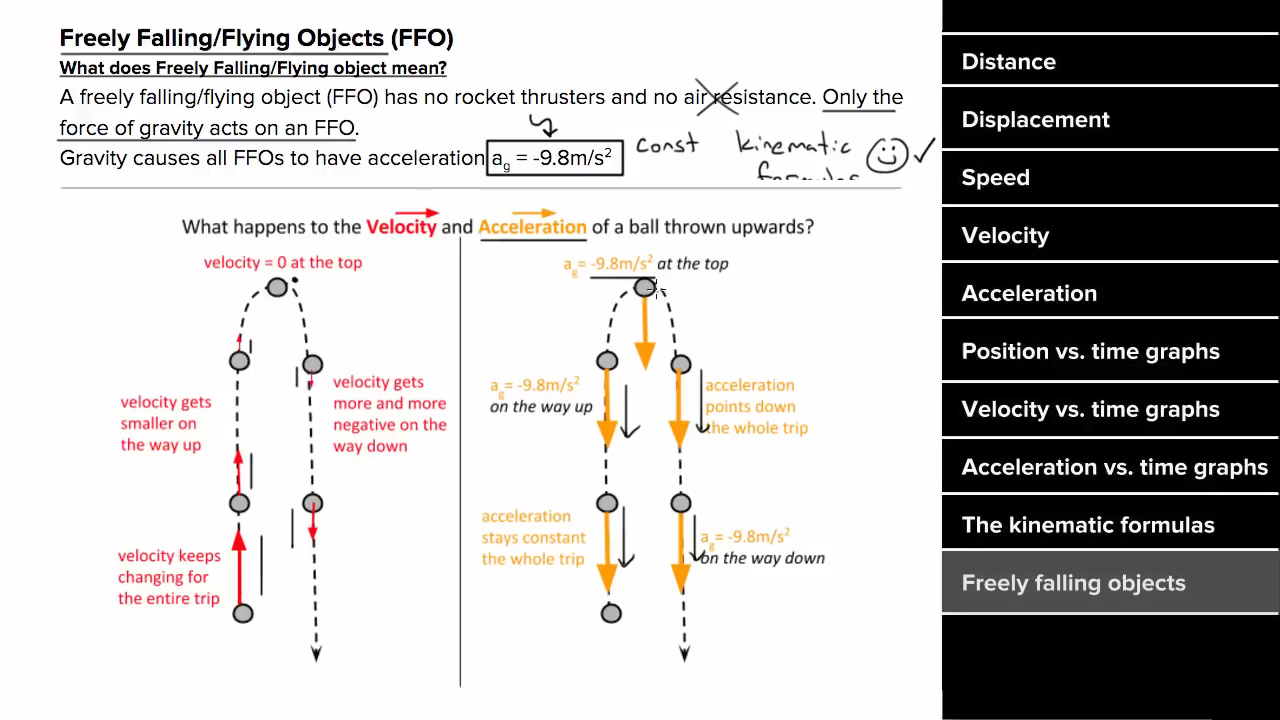 Freely Falling/Flying Objects (FFO)
What does Freely Falling/Flying object mean?
A freely falling/flying object (FFO) has no rocket thrusters and no air resistance. Only the
force of gravity acts on an FFO.
Gravity causes all FFOs to have acceleration ag = -9.8m/s²
const
kinematic
formulas
What happens to the Velocity and Acceleration of a ball thrown upwards?
velocity = 0 at the top
velocity gets
smaller on
the way up
velocity gets
more and more
negative on the
way down
velocity keeps
changing for
the entire trip
ag= -9.8m/s² at the top
ag= -9.8m/s²
on the way up
acceleration
points down
the whole trip
acceleration
stays constant
the whole trip
ag= -9.8m/s²
on the way down
Distance
Displacement
Speed
Velocity
Acceleration
Position vs. time graphs
Velocity vs. time graphs
Acceleration vs. time graphs
The kinematic formulas
Freely falling objects